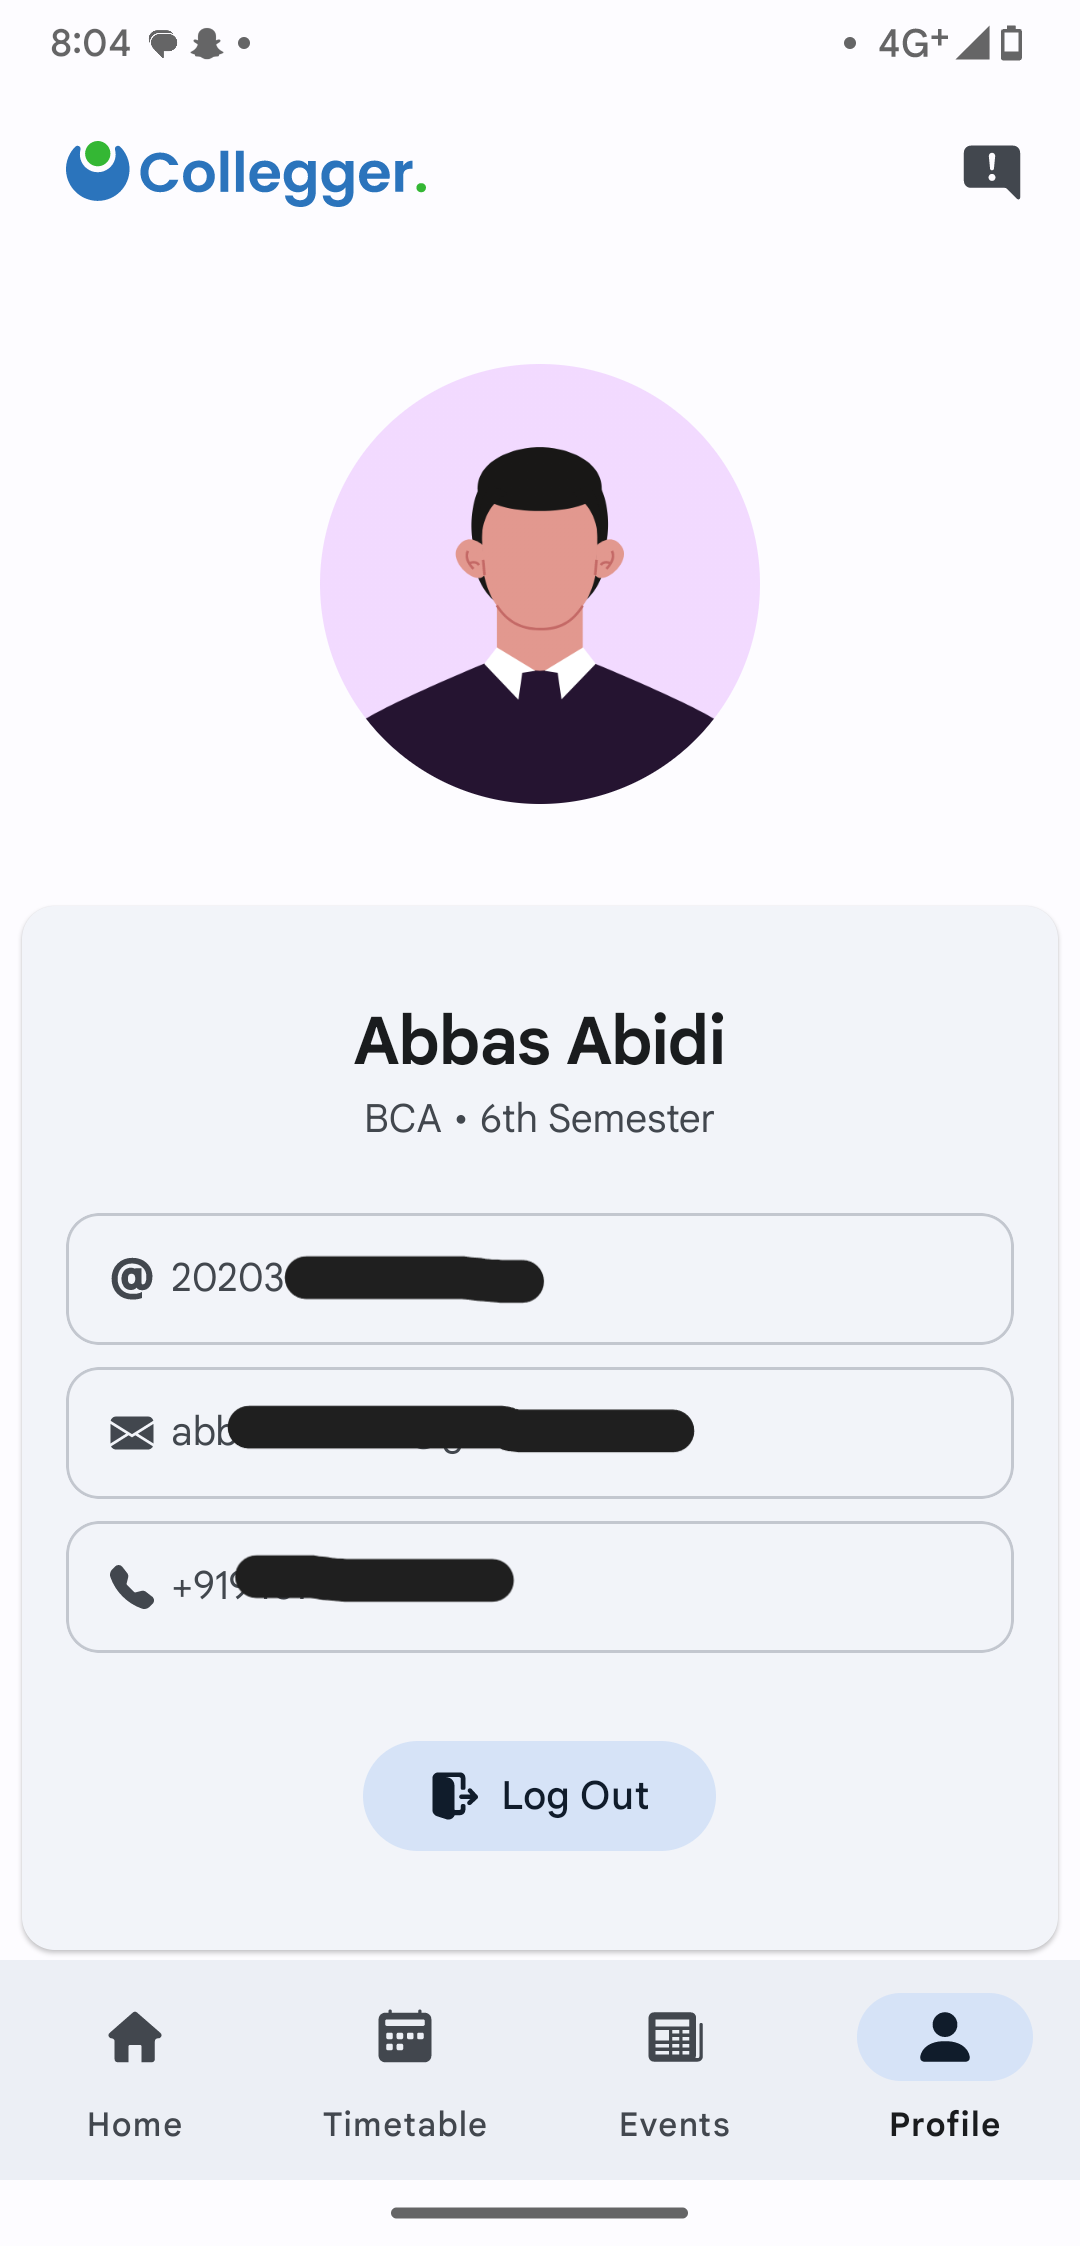 8:04
4G+
Collegger.
Abbas Abidi
BCA • 6th Semester
@ 20203
abb
+919
Log Out
Home
Timetable
Events
Profile